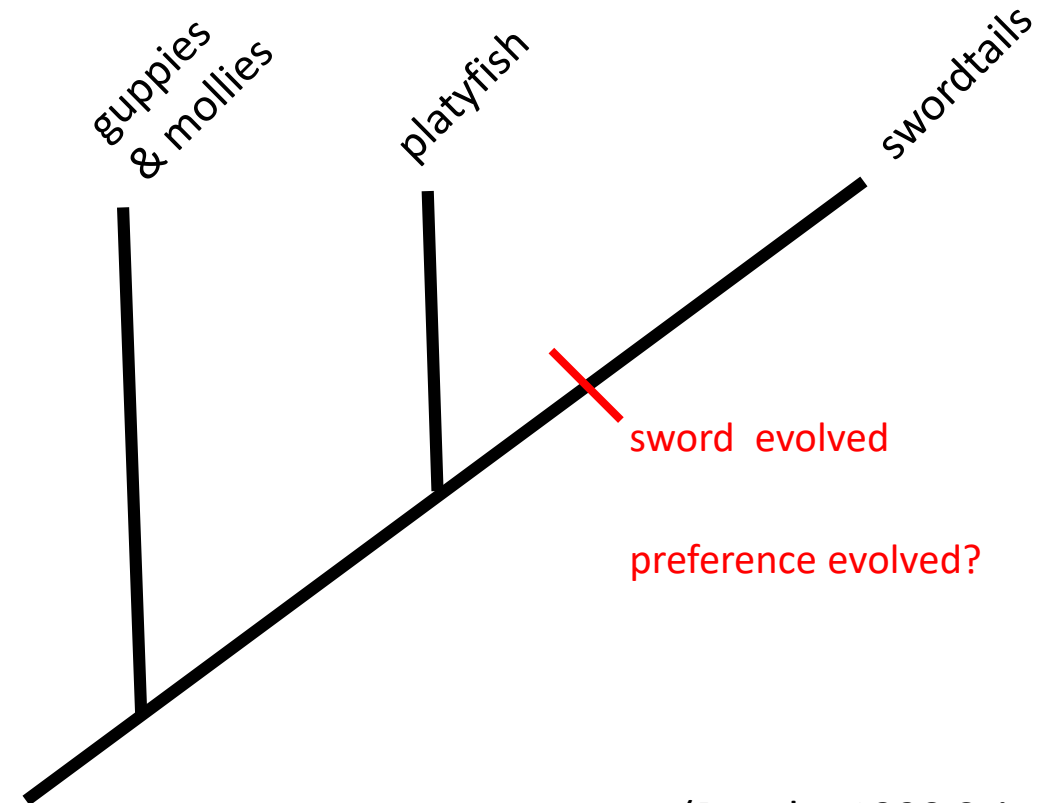 guppies
& mollies
platyfish
swordtails
sword evolved
preference evolved?